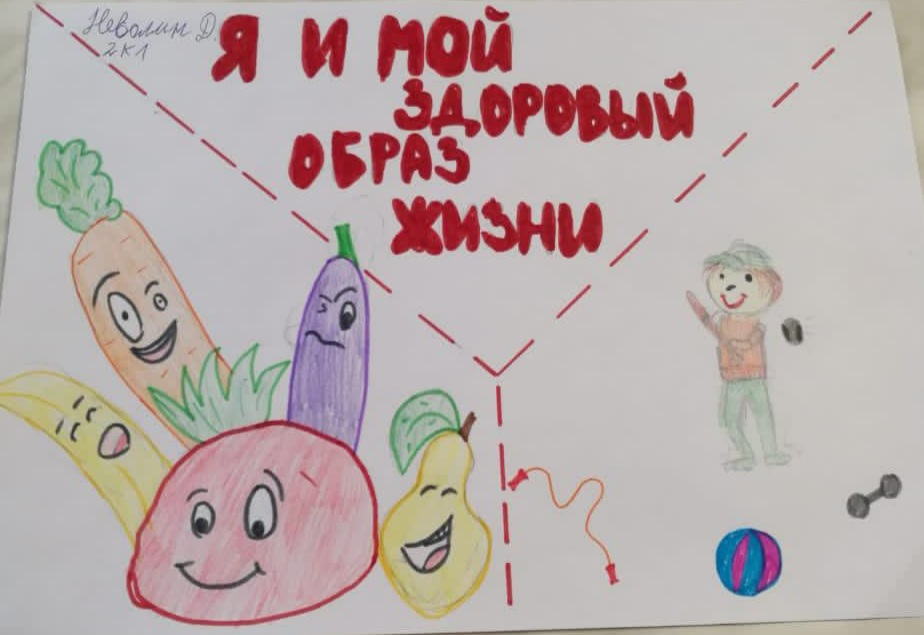 Неволин Д.
2К1
Я И МОЙ
ЗДОРОВЫЙ
ОБРАЗ
ЖИЗНИ